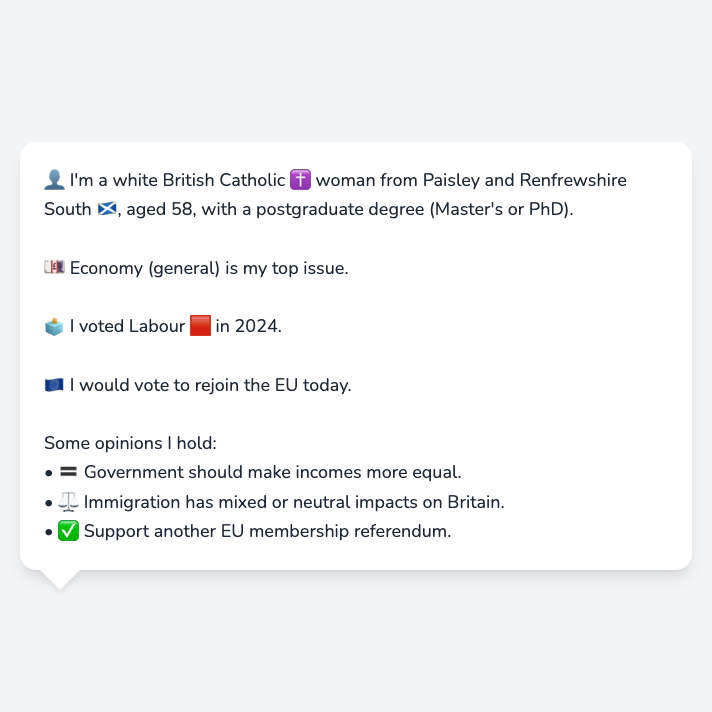 👤 I'm a white British Catholic ✝️ woman from Paisley and Renfrewshire
South 🏴󠁧󠁢󠁳󠁣󠁴󠁿, aged 58, with a postgraduate degree (Master's or PhD).
💷 Economy (general) is my top issue.
🗳️ I voted Labour 🟥 in 2024.
🇪🇺 I would vote to rejoin the EU today.
Some opinions I hold:
• 🟰 Government should make incomes more equal.
• ⚖️ Immigration has mixed or neutral impacts on Britain.
• ✅ Support another EU membership referendum.